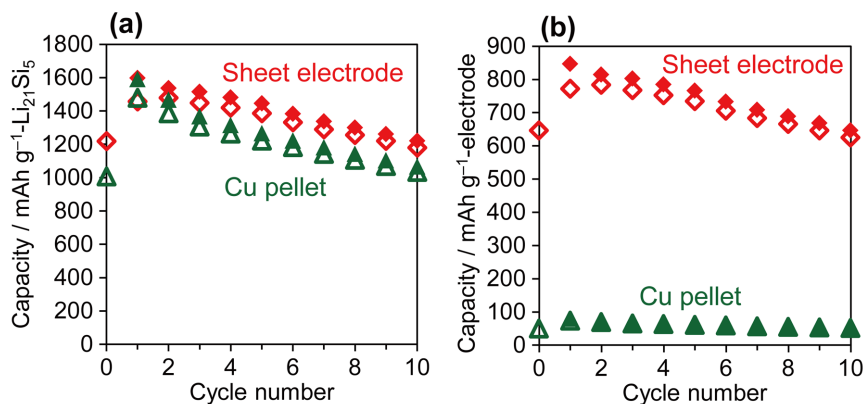 (a)
Capacity / mAh g⁻¹-Li₂₁Si₅
1800
1600
1400
1200
1000
800
600
400
200
0
Sheet electrode
Cu pellet
0 2 4 6 8 10
Cycle number
(b)
Capacity / mAh g⁻¹-electrode
900
800
700
600
500
400
300
200
100
0
Sheet electrode
Cu pellet
0 2 4 6 8 10
Cycle number